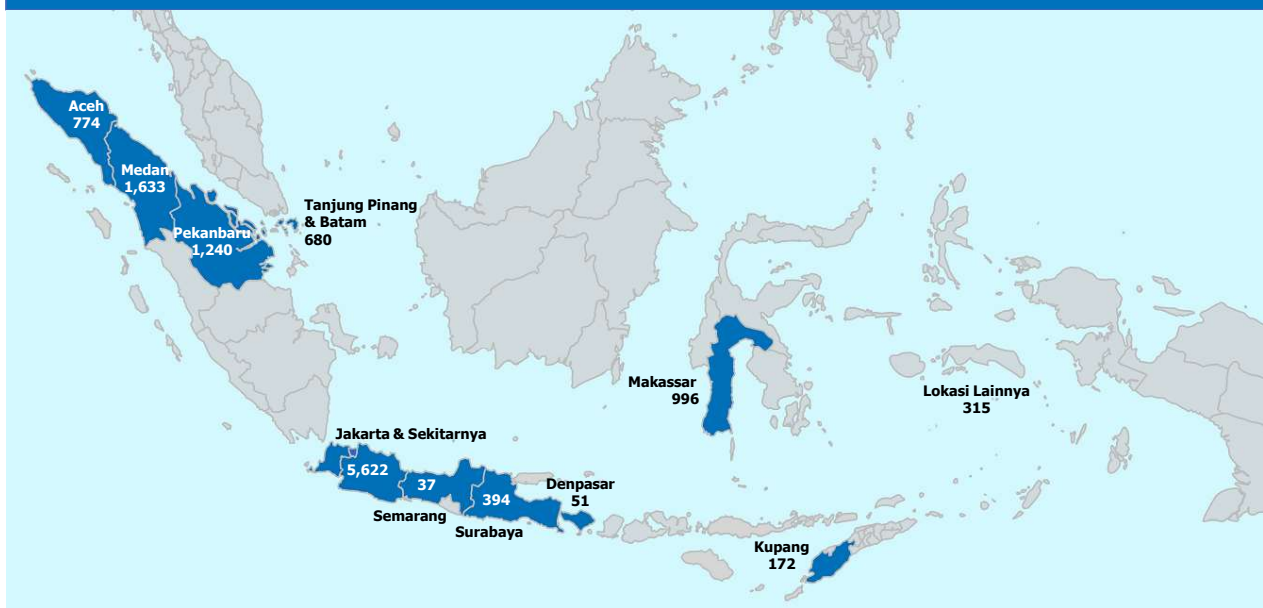 Aceh
774
Medan
1,633
Pekanbaru
1,240
Tanjung Pinang
& Batam
680
Makassar
996
Lokasi Lainnya
315
Jakarta & Sekitarnya
5,622
37
Semarang
394
Surabaya
Denpasar
51
Kupang
172